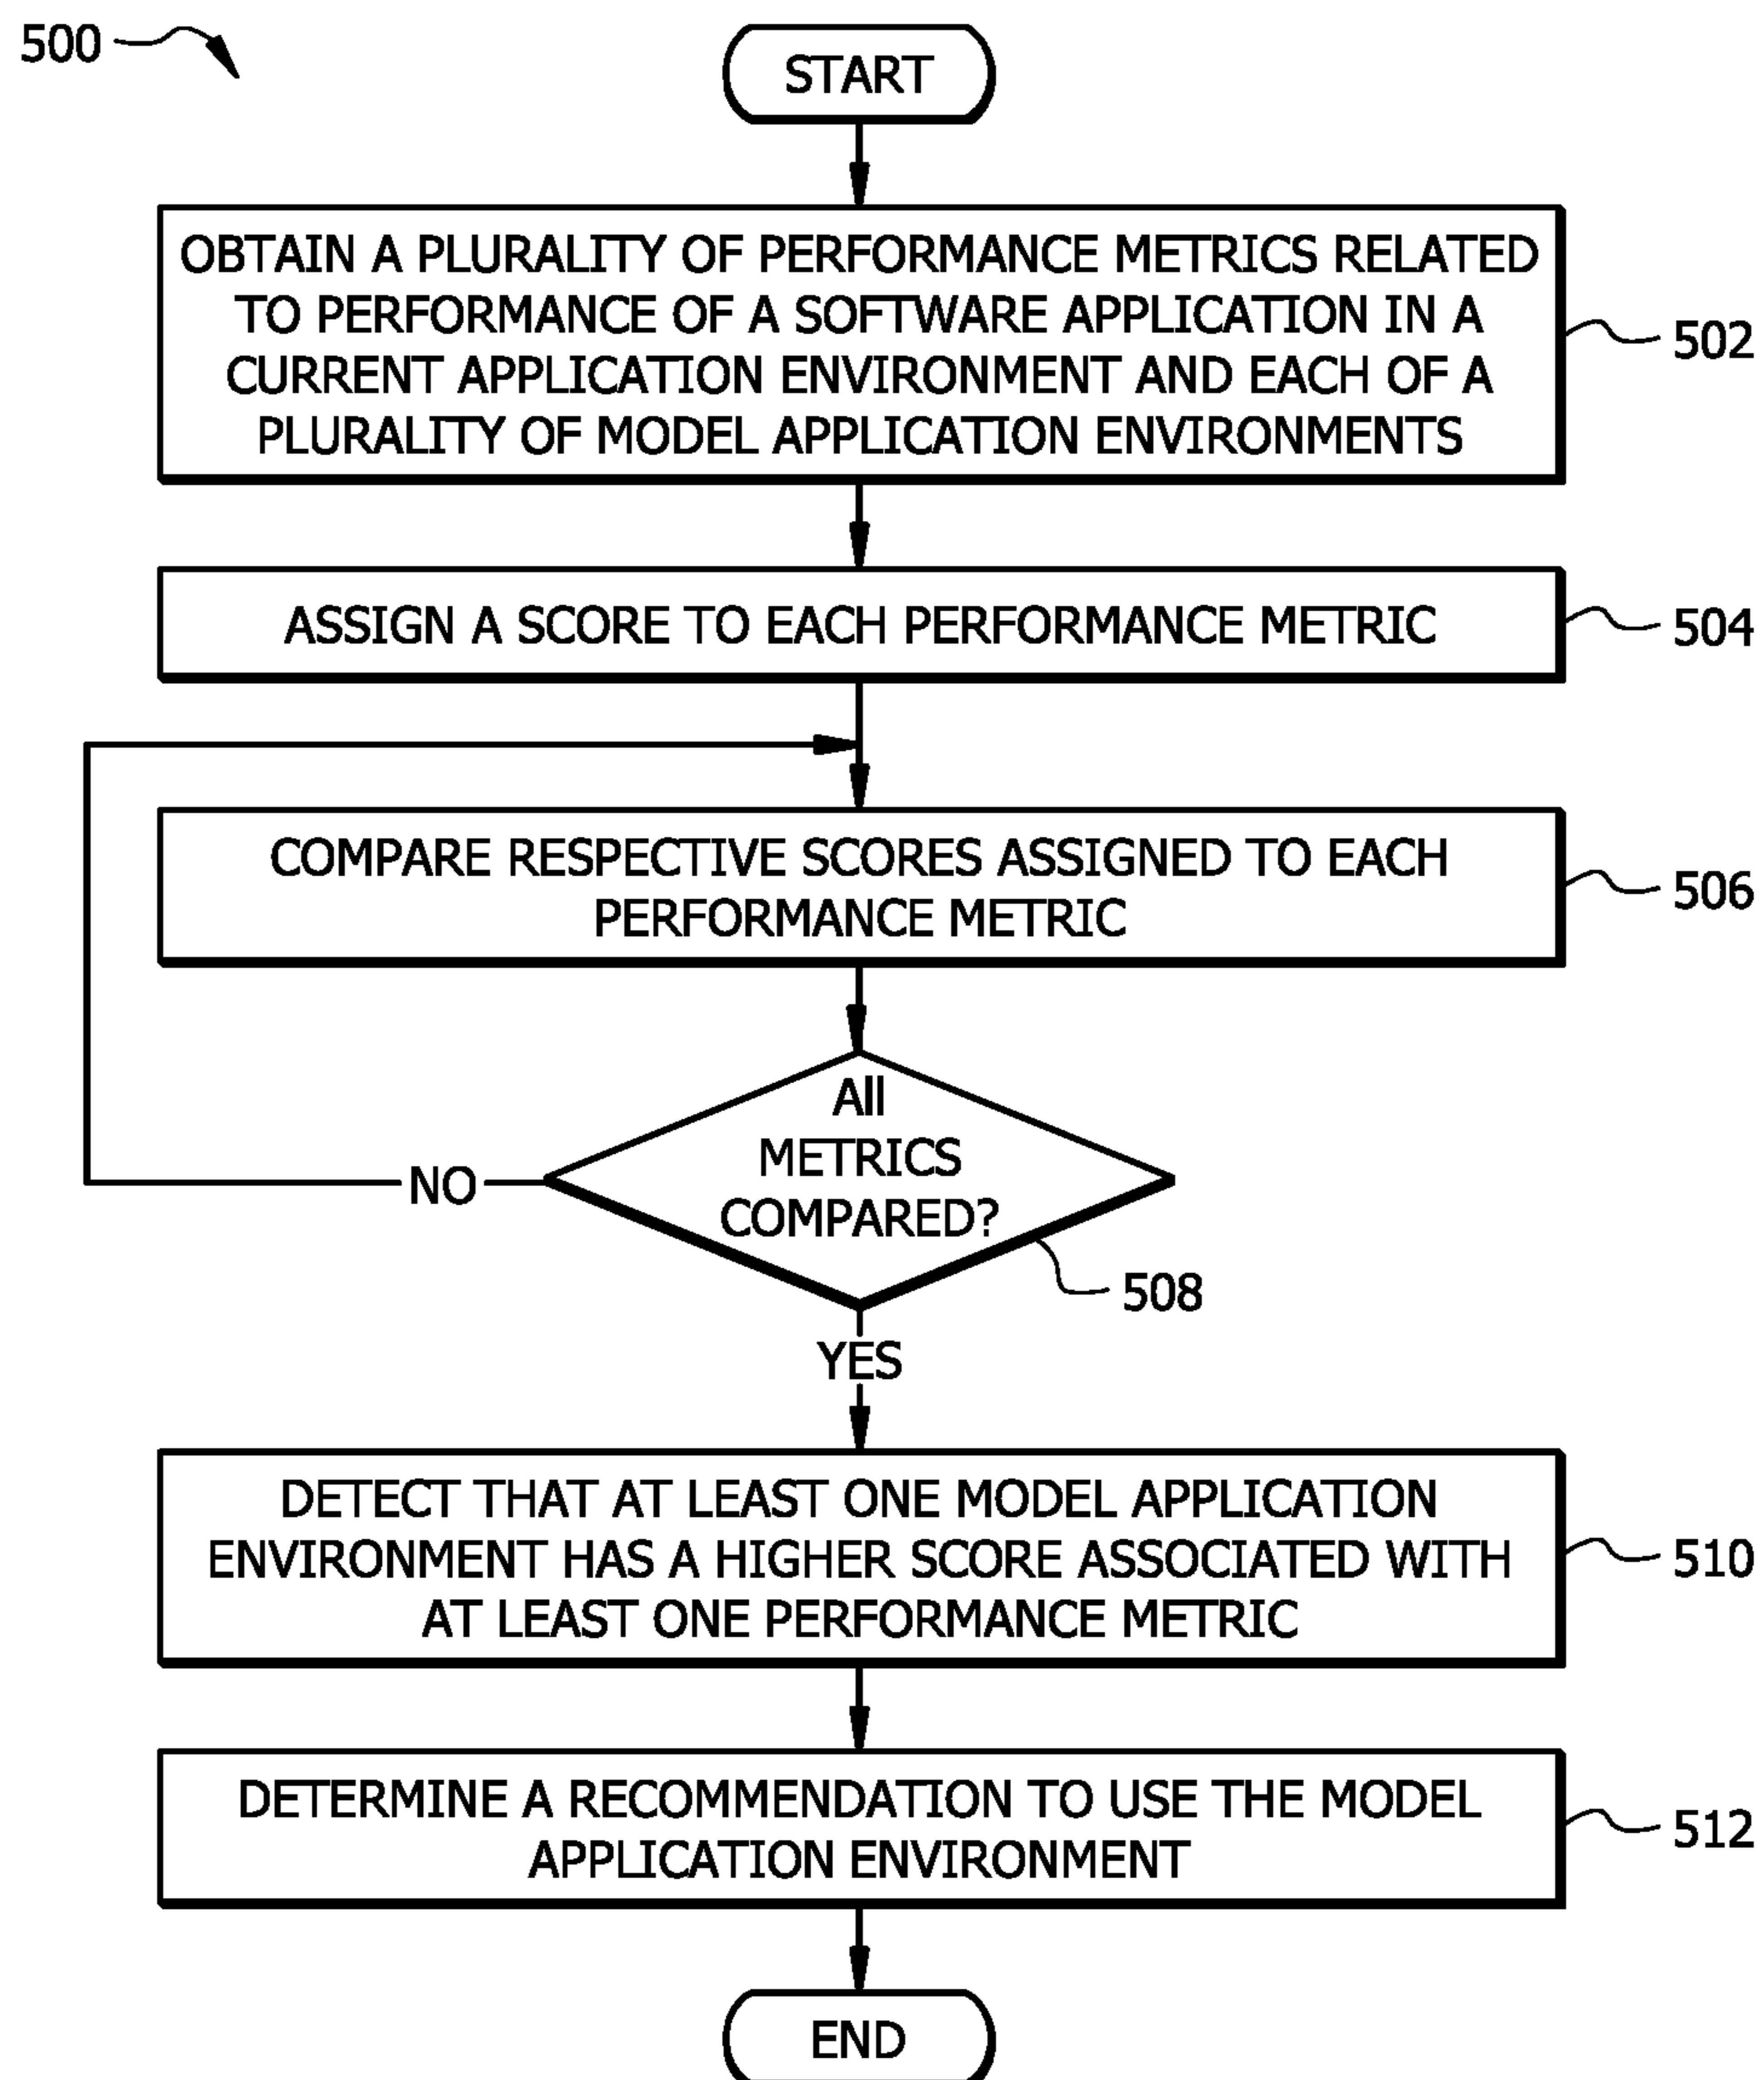 500
START
OBTAIN A PLURALITY OF PERFORMANCE METRICS RELATED
TO PERFORMANCE OF A SOFTWARE APPLICATION IN A
CURRENT APPLICATION ENVIRONMENT AND EACH OF A
PLURALITY OF MODEL APPLICATION ENVIRONMENTS
502
ASSIGN A SCORE TO EACH PERFORMANCE METRIC
504
COMPARE RESPECTIVE SCORES ASSIGNED TO EACH
PERFORMANCE METRIC
506
All
METRICS
COMPARED?
NO
508
YES
DETECT THAT AT LEAST ONE MODEL APPLICATION
ENVIRONMENT HAS A HIGHER SCORE ASSOCIATED WITH
AT LEAST ONE PERFORMANCE METRIC
510
DETERMINE A RECOMMENDATION TO USE THE MODEL
APPLICATION ENVIRONMENT
512
END